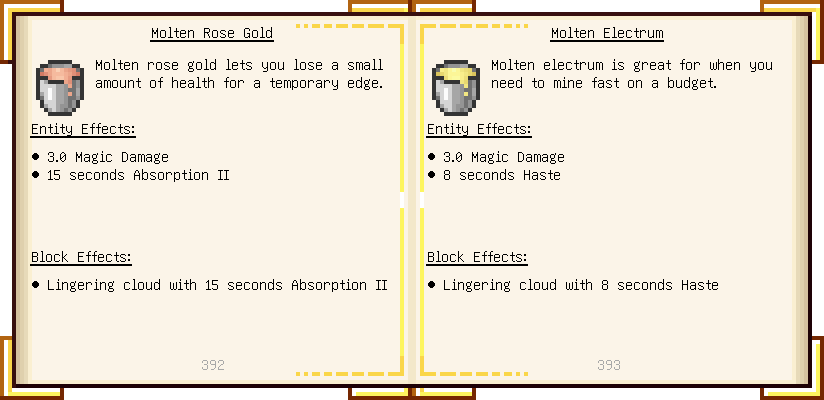 Molten Rose Gold
Molten rose gold lets you lose a small
amount of health for a temporary edge.
Entity Effects:
• 3.0 Magic Damage
• 15 seconds Absorption II
Block Effects:
• Lingering cloud with 15 seconds Absorption II
392
Molten Electrum
Molten electrum is great for when you
need to mine fast on a budget.
Entity Effects:
• 3.0 Magic Damage
• 8 seconds Haste
Block Effects:
• Lingering cloud with 8 seconds Haste
393